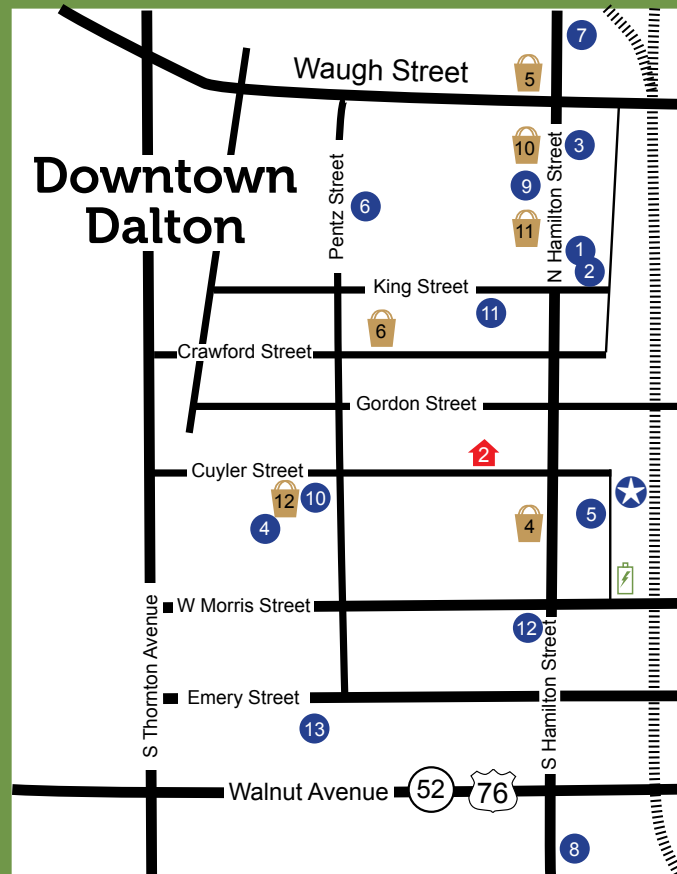 7
Waugh Street
5
10
3
Downtown
Dalton
Pentz Street
6
9
N Hamilton Street
11
1
2
King Street
11
6
Crawford Street
Gordon Street
2
Cuyler Street
12
10
4
4
5
W Morris Street
12
S Thornton Avenue
S Hamilton Street
Emery Street
13
Walnut Avenue
52
76
8